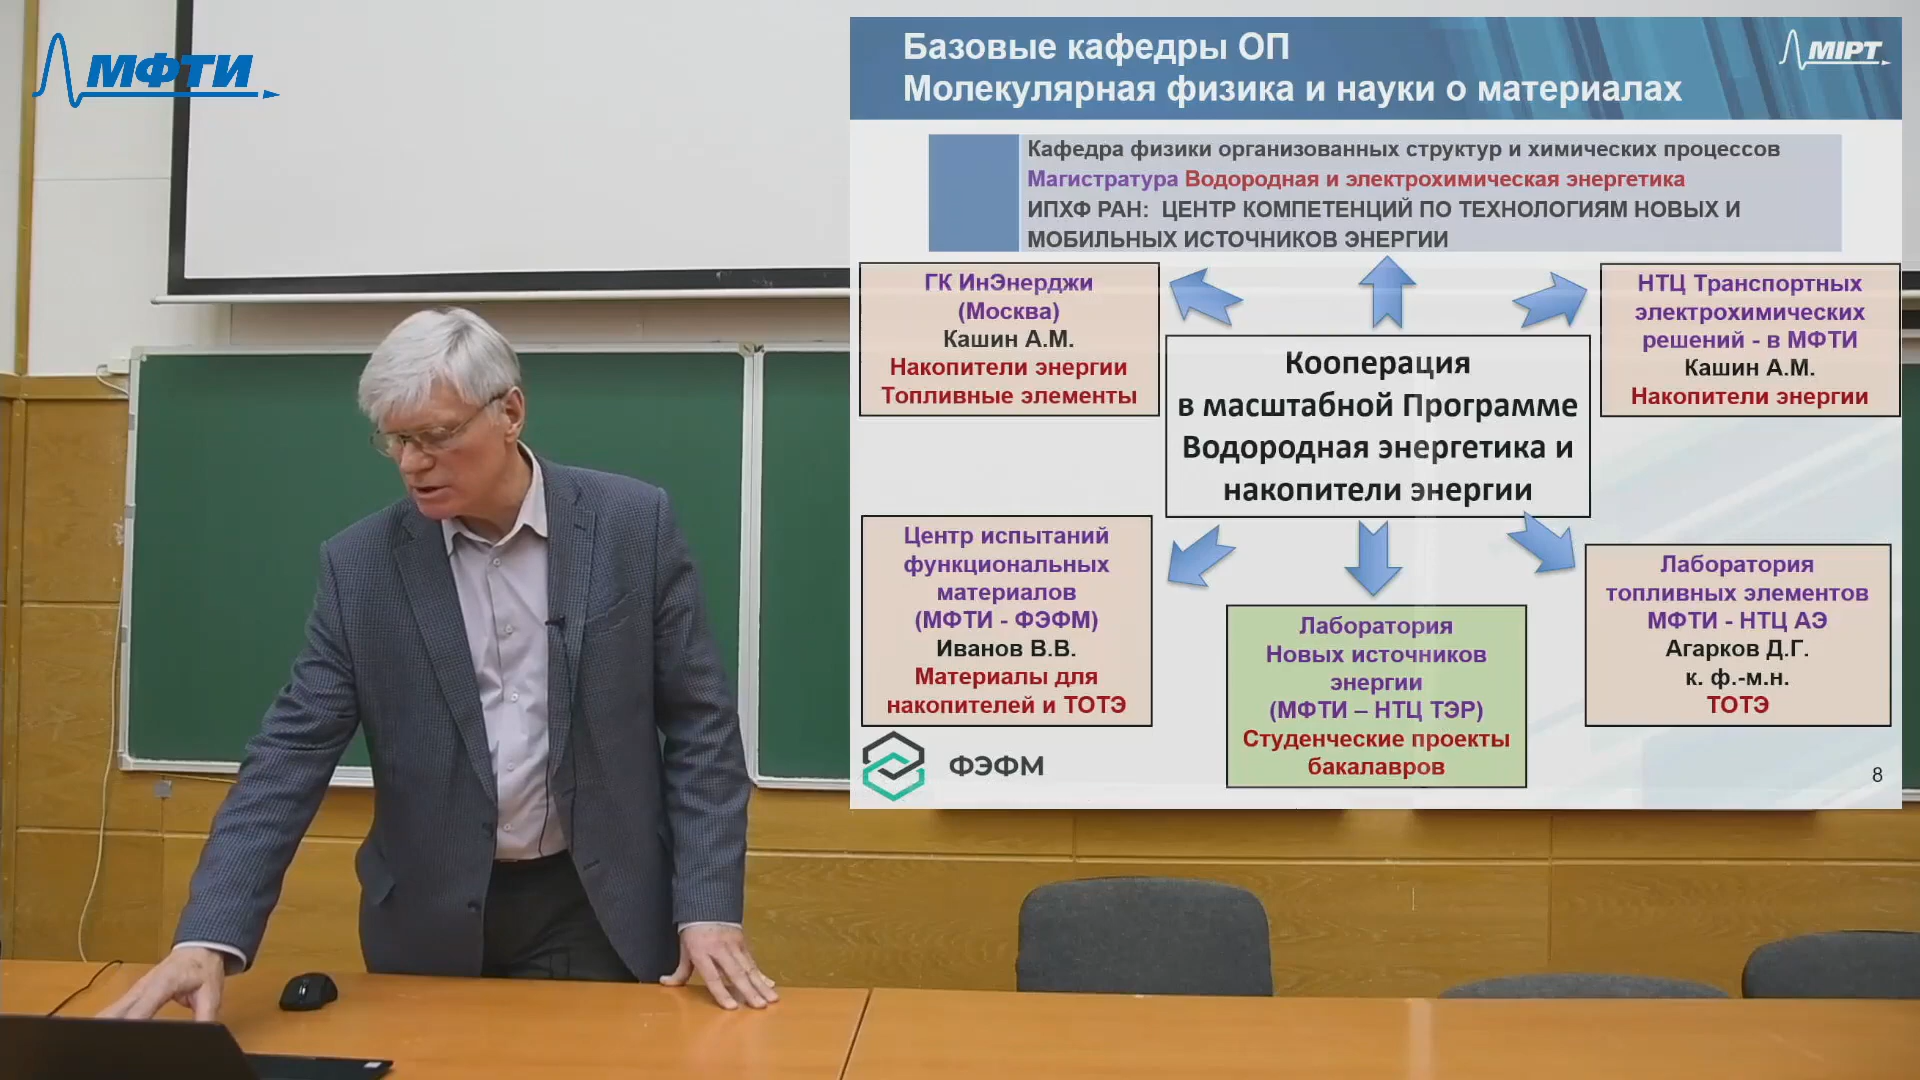 МФТИ
Базовые кафедры ОП
Молекулярная физика и науки о материалах
MIPT
Кафедра физики организованных структур и химических процессов
Магистратура Водородная и электрохимическая энергетика
ИПХФ РАН: ЦЕНТР КОМПЕТЕНЦИЙ ПО ТЕХНОЛОГИЯМ НОВЫХ И
МОБИЛЬНЫХ ИСТОЧНИКОВ ЭНЕРГИИ
ГК ИнЭнерджи
(Москва)
Кашин А.М.
Накопители энергии
Топливные элементы
НТЦ Транспортных
электрохимических
решений - в МФТИ
Кашин А.М.
Накопители энергии
Кооперация
в масштабной Программе
Водородная энергетика и
накопители энергии
Центр испытаний
функциональных
материалов
(МФТИ - ФЭФМ)
Иванов В.В.
Материалы для
накопителей и ТОТЭ
Лаборатория
Новых источников
энергии
(МФТИ – НТЦ ТЭР)
Студенческие проекты
бакалавров
Лаборатория
топливных элементов
МФТИ - НТЦ АЭ
Агарков Д.Г.
к. ф.-м.н.
ТОТЭ
ФЭФМ
8